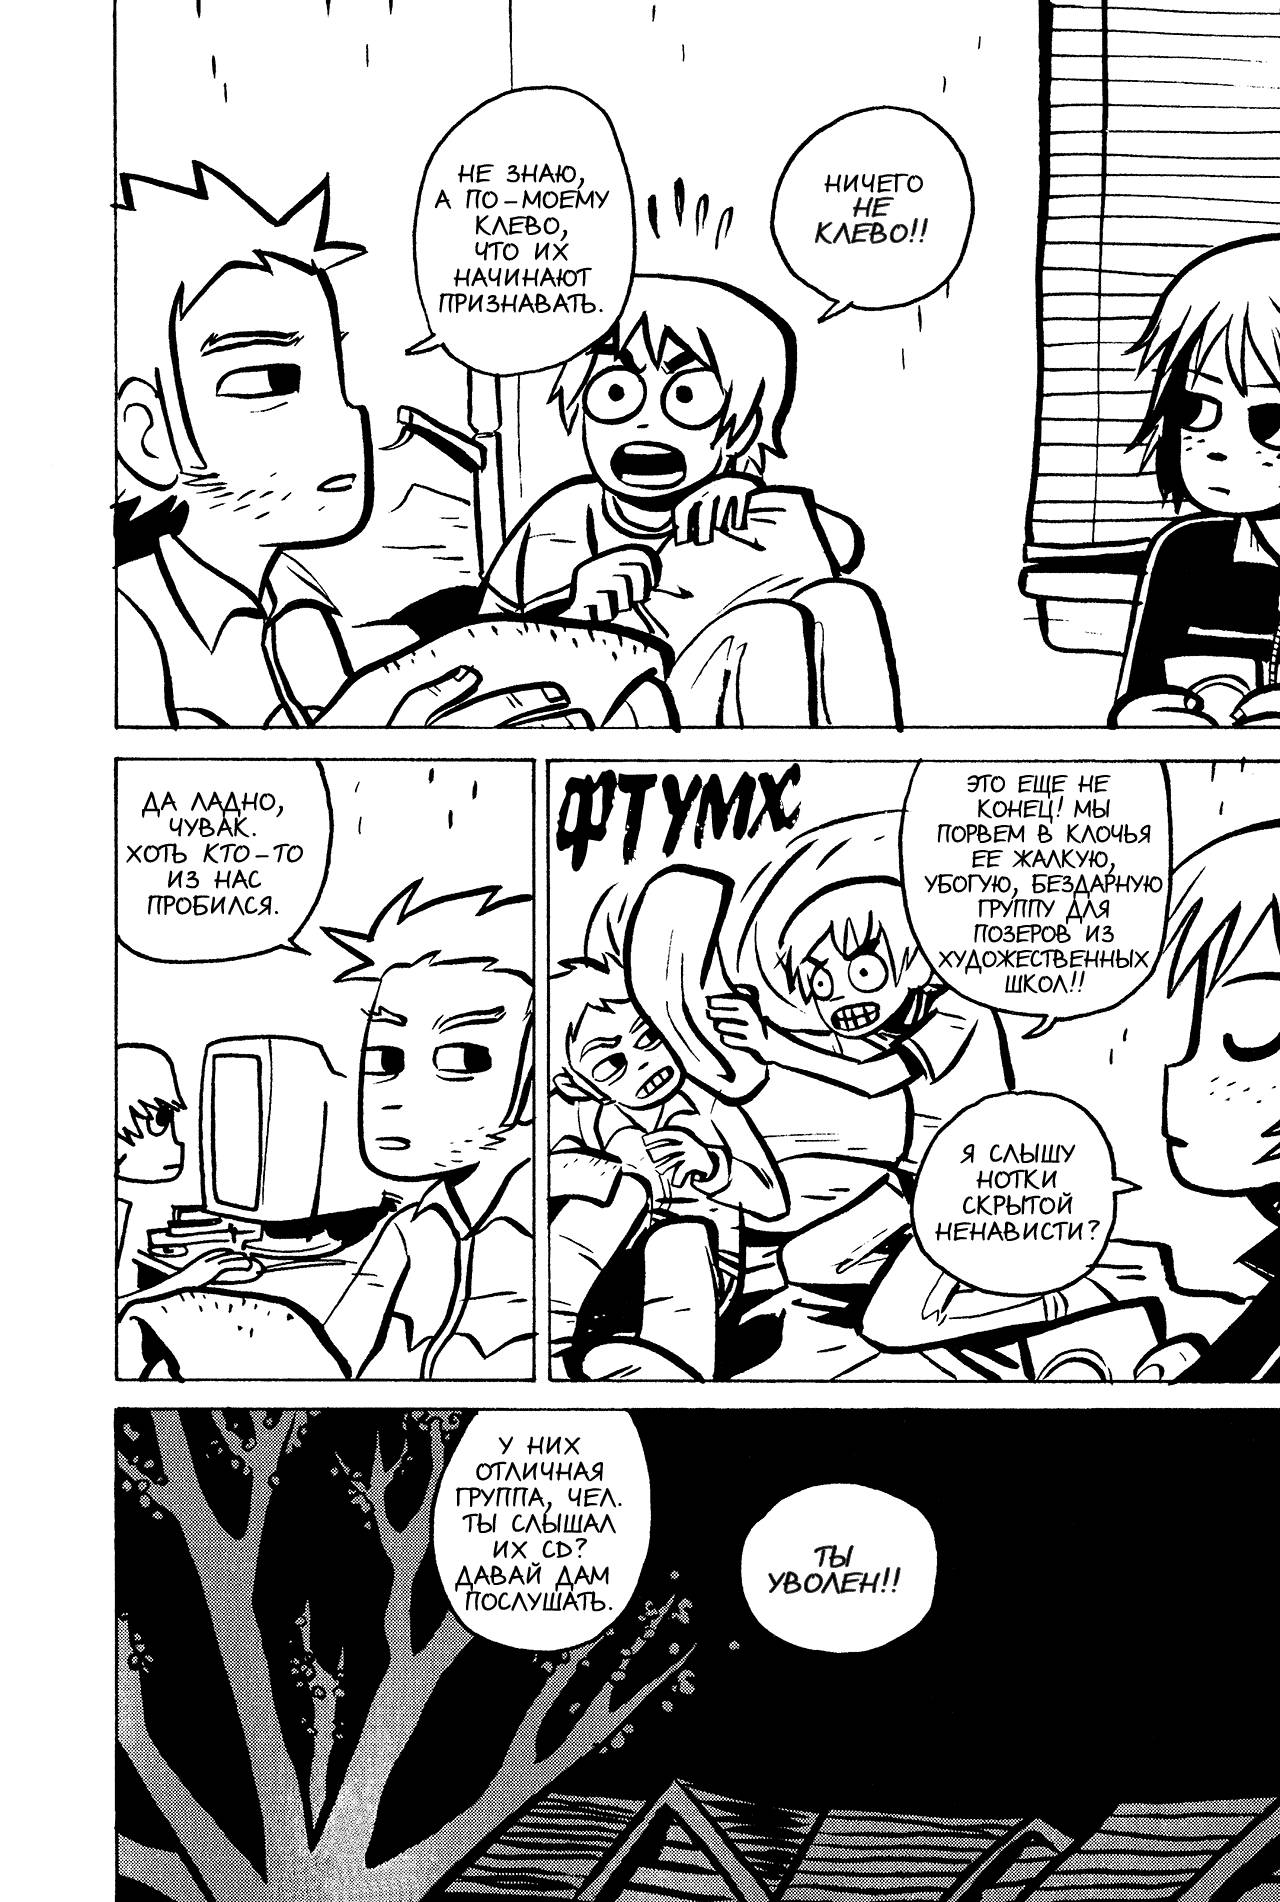 НЕ ЗНАЮ,
А ПО-МОЕМУ
КЛЕВО,
ЧТО ИХ
НАЧИНАЮТ
ПРИЗНАВАТЬ.
НИЧЕГО
НЕ
КЛЕВО!!
ДА ЛАДНО,
ЧУВАК.
ХОТЬ КТО-ТО
ИЗ НАС
ПРОБИЛСЯ.
ФТУМХ
ЭТО ЕЩЕ НЕ
КОНЕЦ! МЫ
ПОРВЕМ В КЛОЧЬЯ
ЕЕ ЖАЛКУЮ,
УБОГУЮ, БЕЗДАРНУЮ
ГРУППУ ДЛЯ
ПОЗЕРОВ ИЗ
ХУДОЖЕСТВЕННЫХ
ШКОЛ!!
Я СЛЫШУ
НОТКИ
СКРЫТОЙ
НЕНАВИСТИ?
У НИХ
ОТЛИЧНАЯ
ГРУППА, ЧЕЛ.
ТЫ СЛЫШАЛ
ИХ CD?
ДАВАЙ ДАМ
ПОСЛУШАТЬ.
ТЫ
УВОЛЕН!!